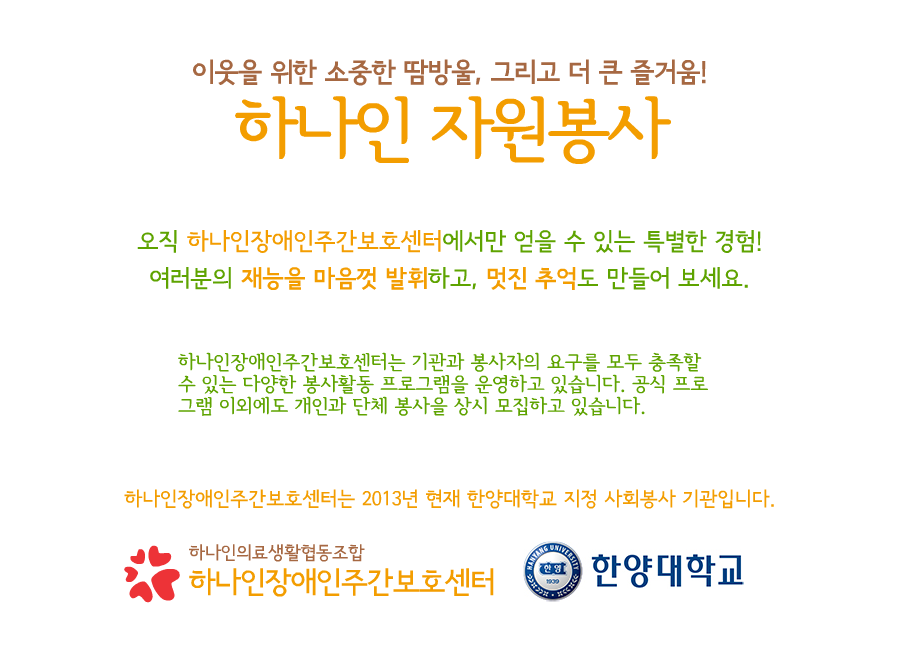 이웃을 위한 소중한 땀방울, 그리고 더 큰 즐거움!
하나인 자원봉사
오직 하나인장애인주간보호센터에서만 얻을 수 있는 특별한 경험!
여러분의 재능을 마음껏 발휘하고, 멋진 추억도 만들어 보세요.
하나인장애인주간보호센터는 기관과 봉사자의 요구를 모두 충족할
수 있는 다양한 봉사활동 프로그램을 운영하고 있습니다. 공식 프로
그램 이외에도 개인과 단체 봉사을 상시 모집하고 있습니다.
하나인장애인주간보호센터는 2013년 현재 한양대학교 지정 사회봉사 기관입니다.
하나인의료생활협동조합
하나인장애인주간보호센터
HANYANG UNIVERSITY
한양
1939
한양대학교